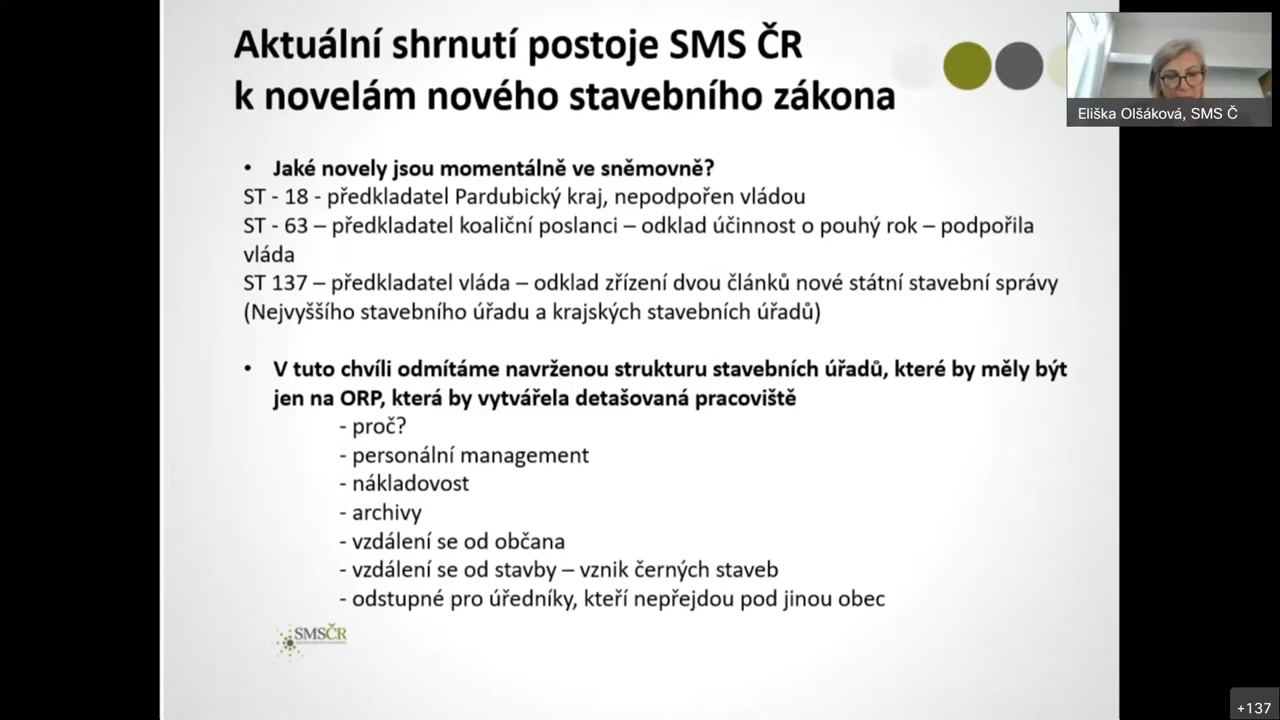 Aktuální shrnutí postoje SMS ČR
k novelám nového stavebního zákona
Eliška Olšáková, SMS Č
• Jaké novely jsou momentálně ve sněmovně?
ST - 18 - předkladatel Pardubický kraj, nepodpořen vládou
ST - 63 – předkladatel koaliční poslanci – odklad účinnost o pouhý rok – podpořila
vláda
ST 137 – předkladatel vláda – odklad zřízení dvou článků nové státní stavební správy
(Nejvyššího stavebního úřadu a krajských stavebních úřadů)
• V tuto chvíli odmítáme navrženou strukturu stavebních úřadů, které by měly být
jen na ORP, která by vytvářela detašovaná pracoviště
- proč?
- personální management
- nákladovost
- archivy
- vzdálení se od občana
- vzdálení se od stavby – vznik černých staveb
- odstupné pro úředníky, kteří nepřejdou pod jinou obec
SMSČR
+137